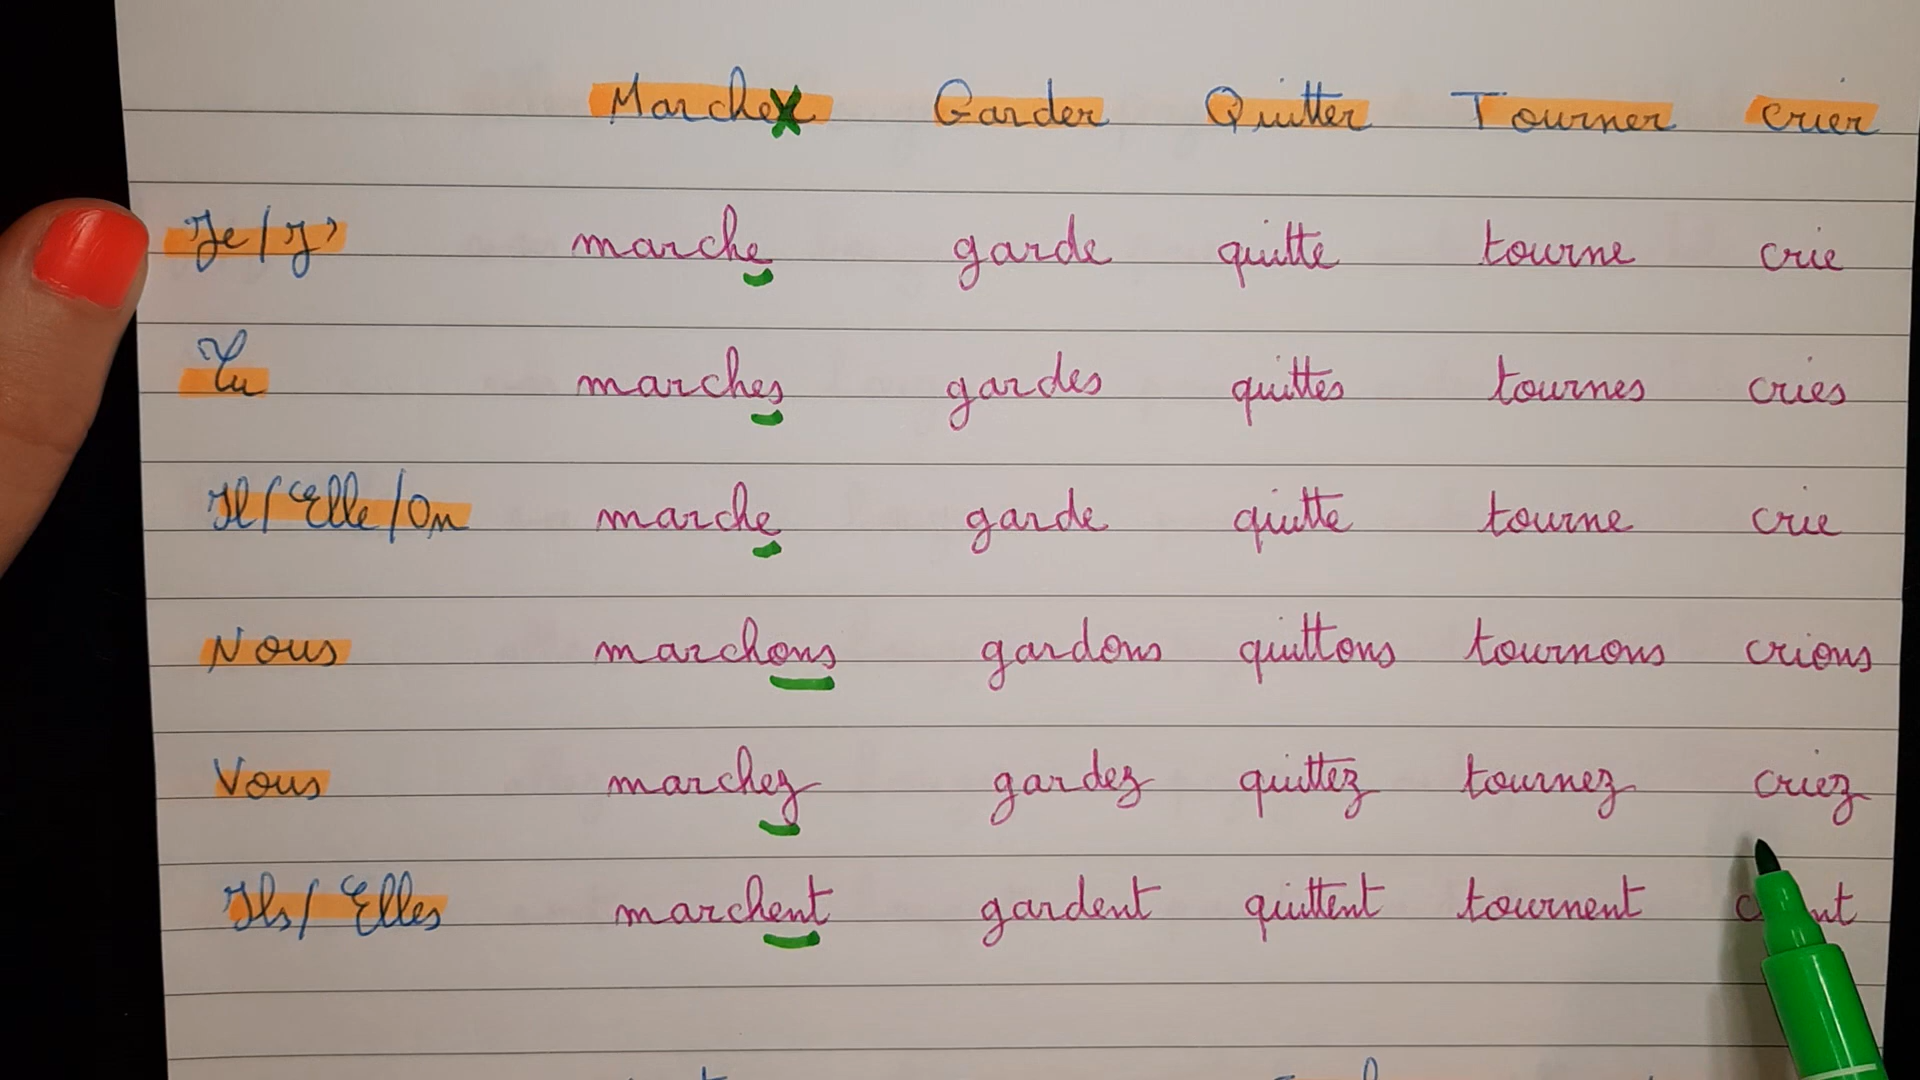 Marcher Garder Quitter Tourner crier
Je/J' marche garde quitte tourne crie
Tu marches gardes quittes tournes cries
Il/Elle/On marche garde quitte tourne crie
Nous marchons gardons quittons tournons crions
Vous marchez gardez quittez tournez criez
Ils/Elles marchent gardent quittent tournent